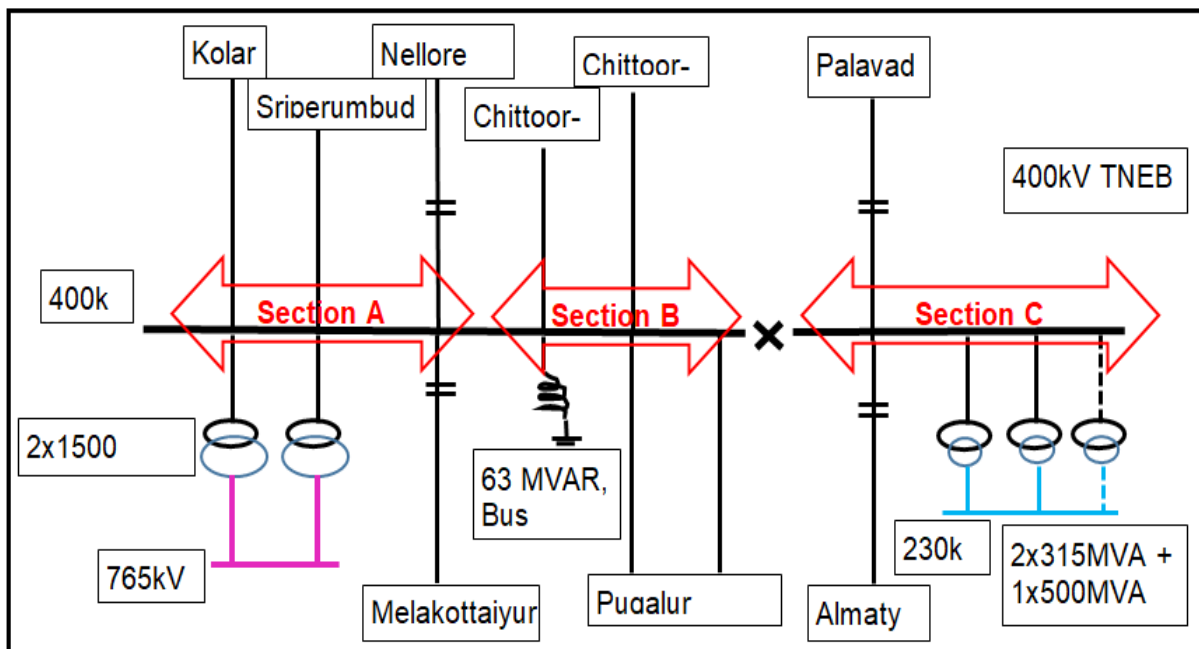 Kolar
Nellore
Chittoor-
Palavad
Sriperumbud
Chittoor-
400kV TNEB
400k
Section A
Section B
Section C
2x1500
63 MVAR,
Bus
230k
2x315MVA +
1x500MVA
765kV
Melakottaiyur
Pugalur
Almaty